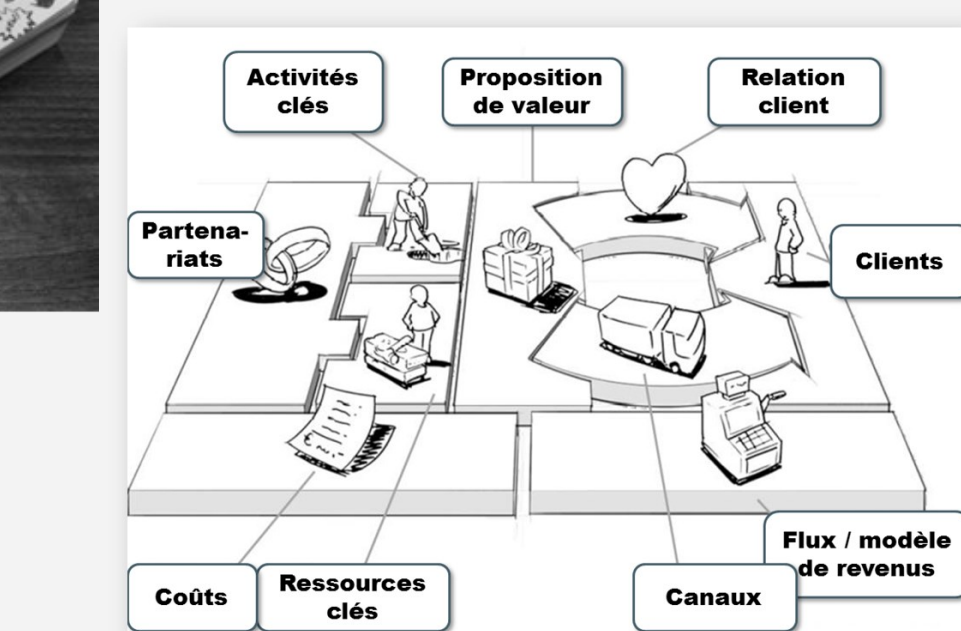 Activités
clés
Proposition
de valeur
Relation
client
Partena-
riats
Clients
Flux / modèle
de revenus
Coûts
Ressources
clés
Canaux